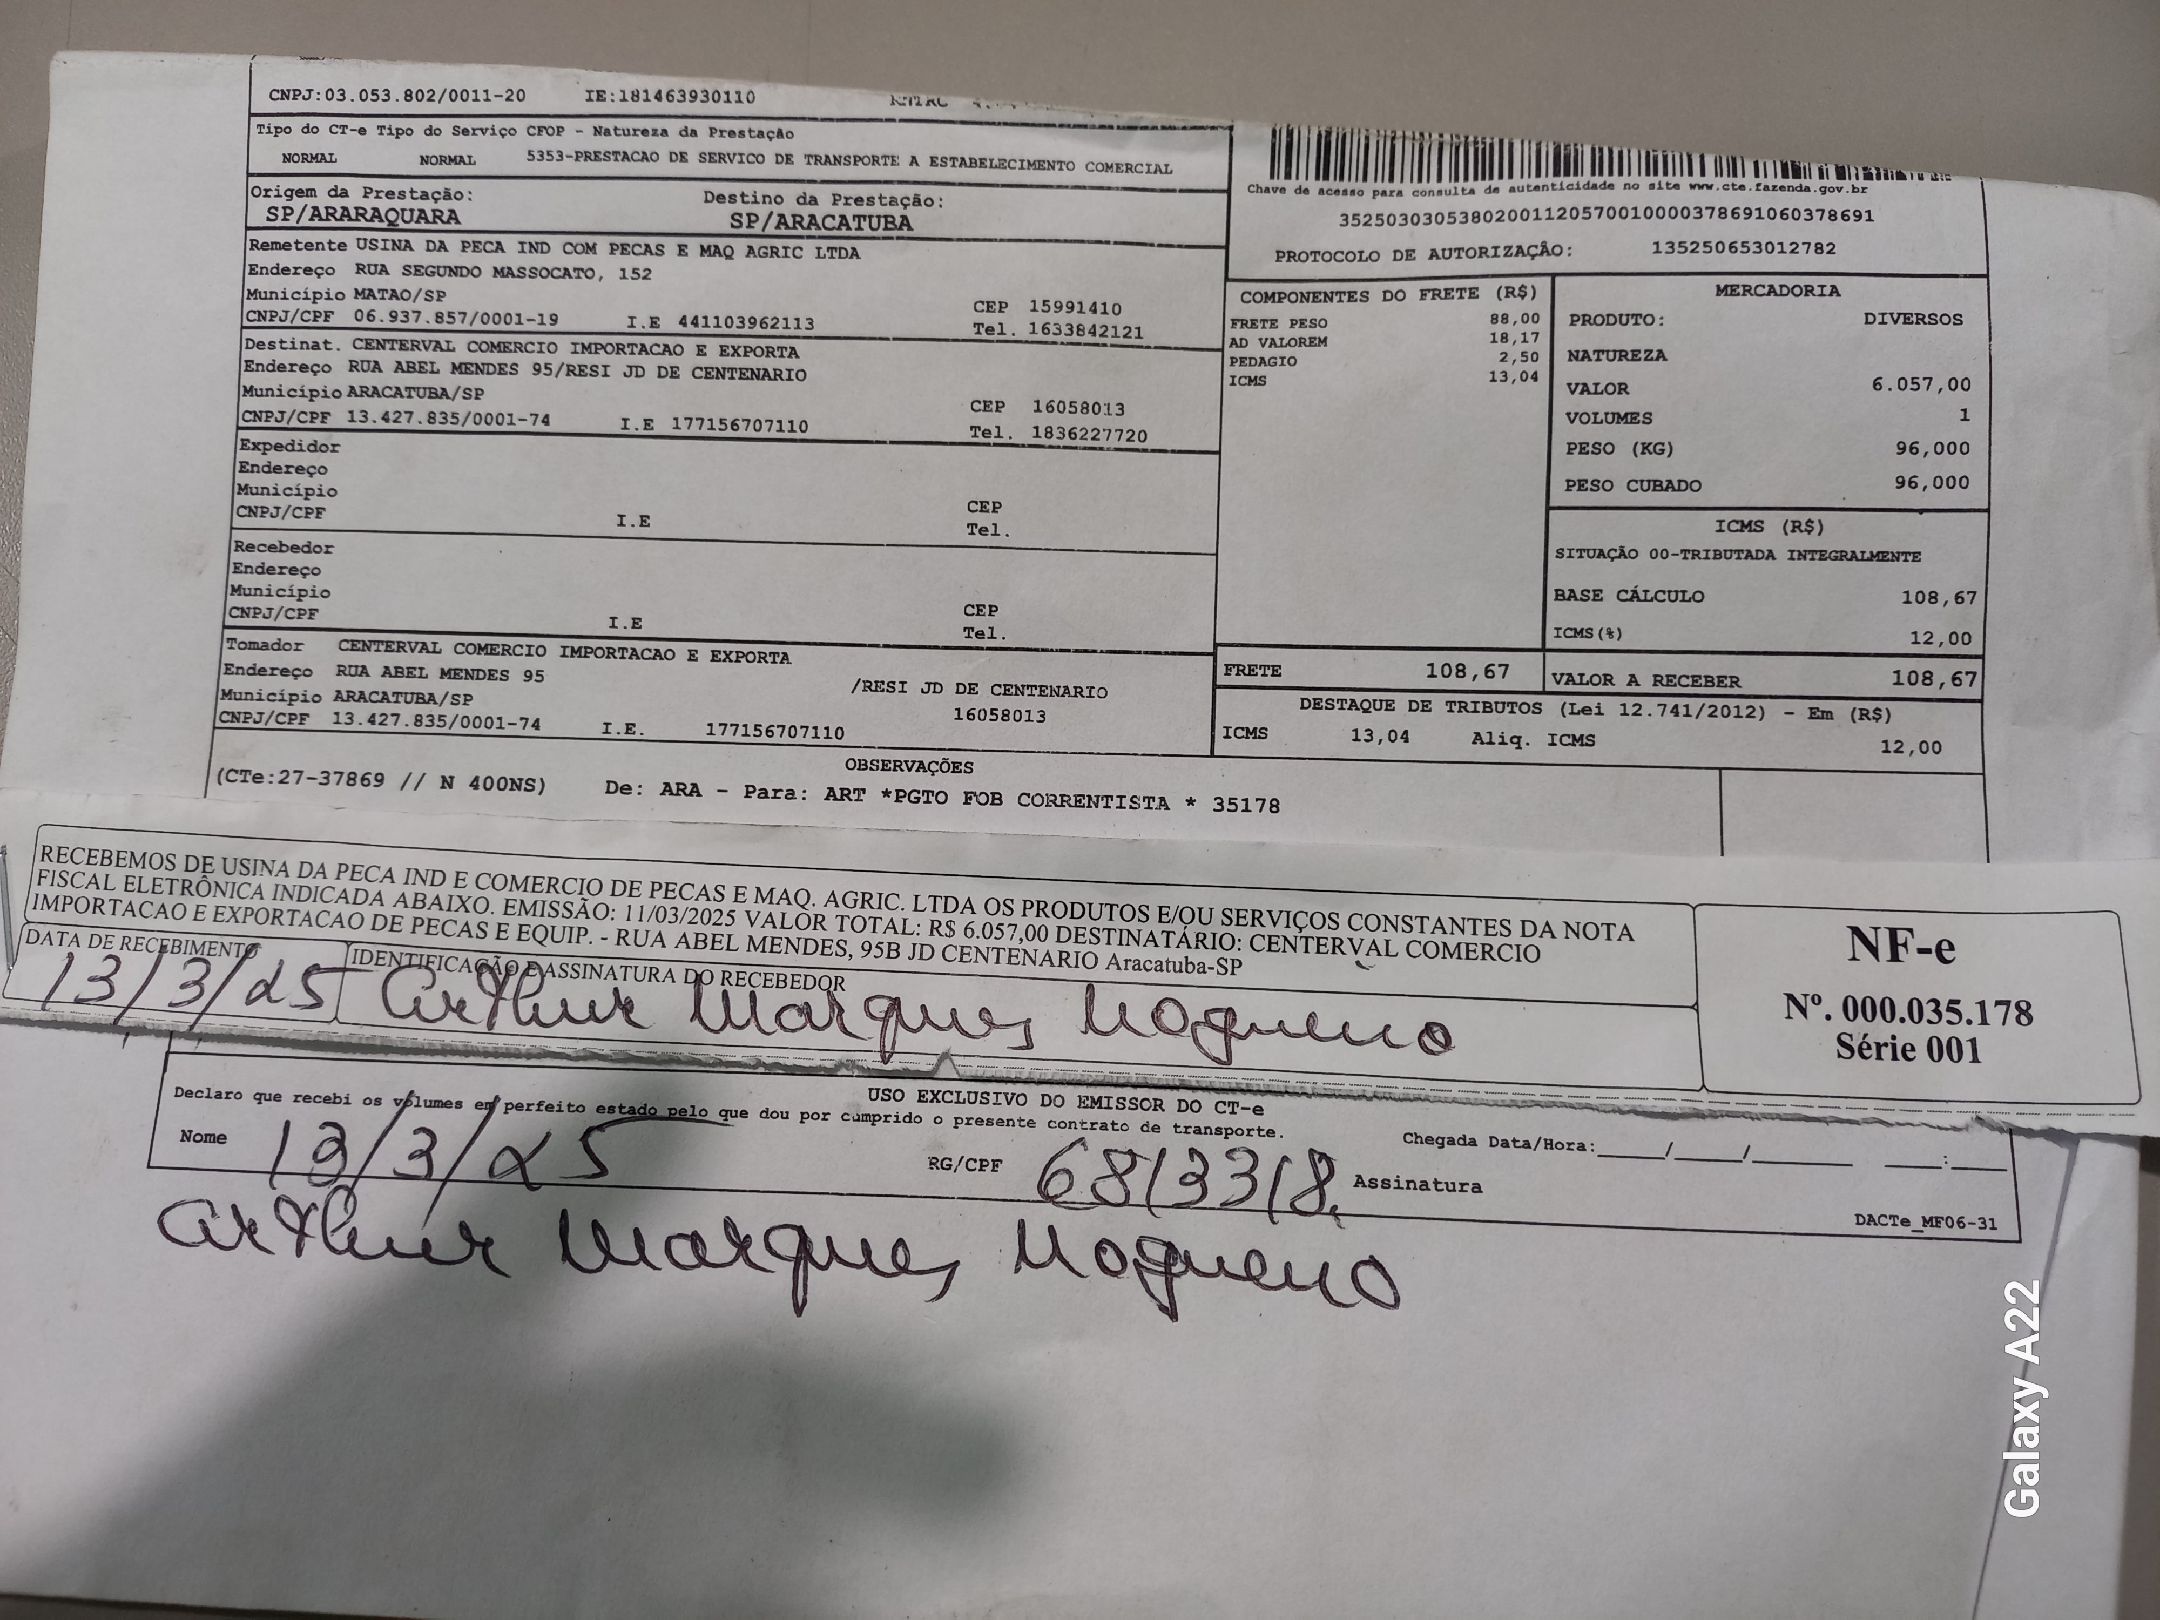 CNPJ:03.053.802/0011-20 IE:181463930110
Tipo do CT-e Tipo do Serviço CFOP - Natureza da Prestação
NORMAL NORMAL 5353-PRESTACAO DE SERVICO DE TRANSPORTE A ESTABELECIMENTO COMERCIAL
Origem da Prestação: Destino da Prestação:
SP/ARARAQUARA SP/ARACATUBA
Remetente USINA DA PECA IND COM PECAS E MAQ AGRIC LTDA
Endereço RUA SEGUNDO MASSOCATO, 152
Município MATAO/SP CEP 15991410
CNPJ/CPF 06.937.857/0001-19 I.E 441103962113 Tel. 1633842121
Destinat. CENTERVAL COMERCIO IMPORTACAO E EXPORTA
Endereço RUA ABEL MENDES 95/RESI JD DE CENTENARIO
Município ARACATUBA/SP CEP 16058013
CNPJ/CPF 13.427.835/0001-74 I.E 177156707110 Tel. 1836227720
Expedidor
Endereço
Município CEP
CNPJ/CPF I.E Tel.
Recebedor
Endereço
Município CEP
CNPJ/CPF I.E Tel.
Tomador CENTERVAL COMERCIO IMPORTACAO E EXPORTA
Endereço RUA ABEL MENDES 95 /RESI JD DE CENTENARIO
Município ARACATUBA/SP 16058013
CNPJ/CPF 13.427.835/0001-74 I.E. 177156707110
Chave de acesso para consulta de autenticidade no site www.cte.fazenda.gov.br
35250303053802001120570010000378691060378691
PROTOCOLO DE AUTORIZAÇÃO: 135250653012782
COMPONENTES DO FRETE (R$)
FRETE PESO 88,00
AD VALOREM 18,17
PEDAGIO 2,50
ICMS 13,04
MERCADORIA
PRODUTO: DIVERSOS
NATUREZA
VALOR 6.057,00
VOLUMES 1
PESO (KG) 96,000
PESO CUBADO 96,000
ICMS (R$)
SITUAÇÃO 00-TRIBUTADA INTEGRALMENTE
BASE CÁLCULO 108,67
ICMS(%) 12,00
FRETE 108,67 VALOR A RECEBER 108,67
DESTAQUE DE TRIBUTOS (Lei 12.741/2012) - Em (R$)
ICMS 13,04 Aliq. ICMS 12,00
OBSERVAÇÕES
(CTe:27-37869 // N 400NS) De: ARA - Para: ART *PGTO FOB CORRENTISTA * 35178
RECEBEMOS DE USINA DA PECA IND E COMERCIO DE PECAS E MAQ. AGRIC. LTDA OS PRODUTOS E/OU SERVIÇOS CONSTANTES DA NOTA
FISCAL ELETRÔNICA INDICADA ABAIXO. EMISSÃO: 11/03/2025 VALOR TOTAL: R$ 6.057,00 DESTINATÁRIO: CENTERVAL COMERCIO
IMPORTACAO E EXPORTACAO DE PECAS E EQUIP. - RUA ABEL MENDES, 95B JD CENTENARIO Aracatuba-SP
DATA DE RECEBIMENTO IDENTIFICAÇÃO E ASSINATURA DO RECEBEDOR
13/3/25 Arthur Marques Nogueno
NF-e
Nº. 000.035.178
Série 001
USO EXCLUSIVO DO EMISSOR DO CT-e
Declaro que recebi os volumes em perfeito estado pelo que dou por cumprido o presente contrato de transporte.
Chegada Data/Hora:____/____/______ ___:___
Nome 13/3/25 RG/CPF Assinatura
DACTe_MF06-31
Arthur Marques Nogueno
Galaxy A22